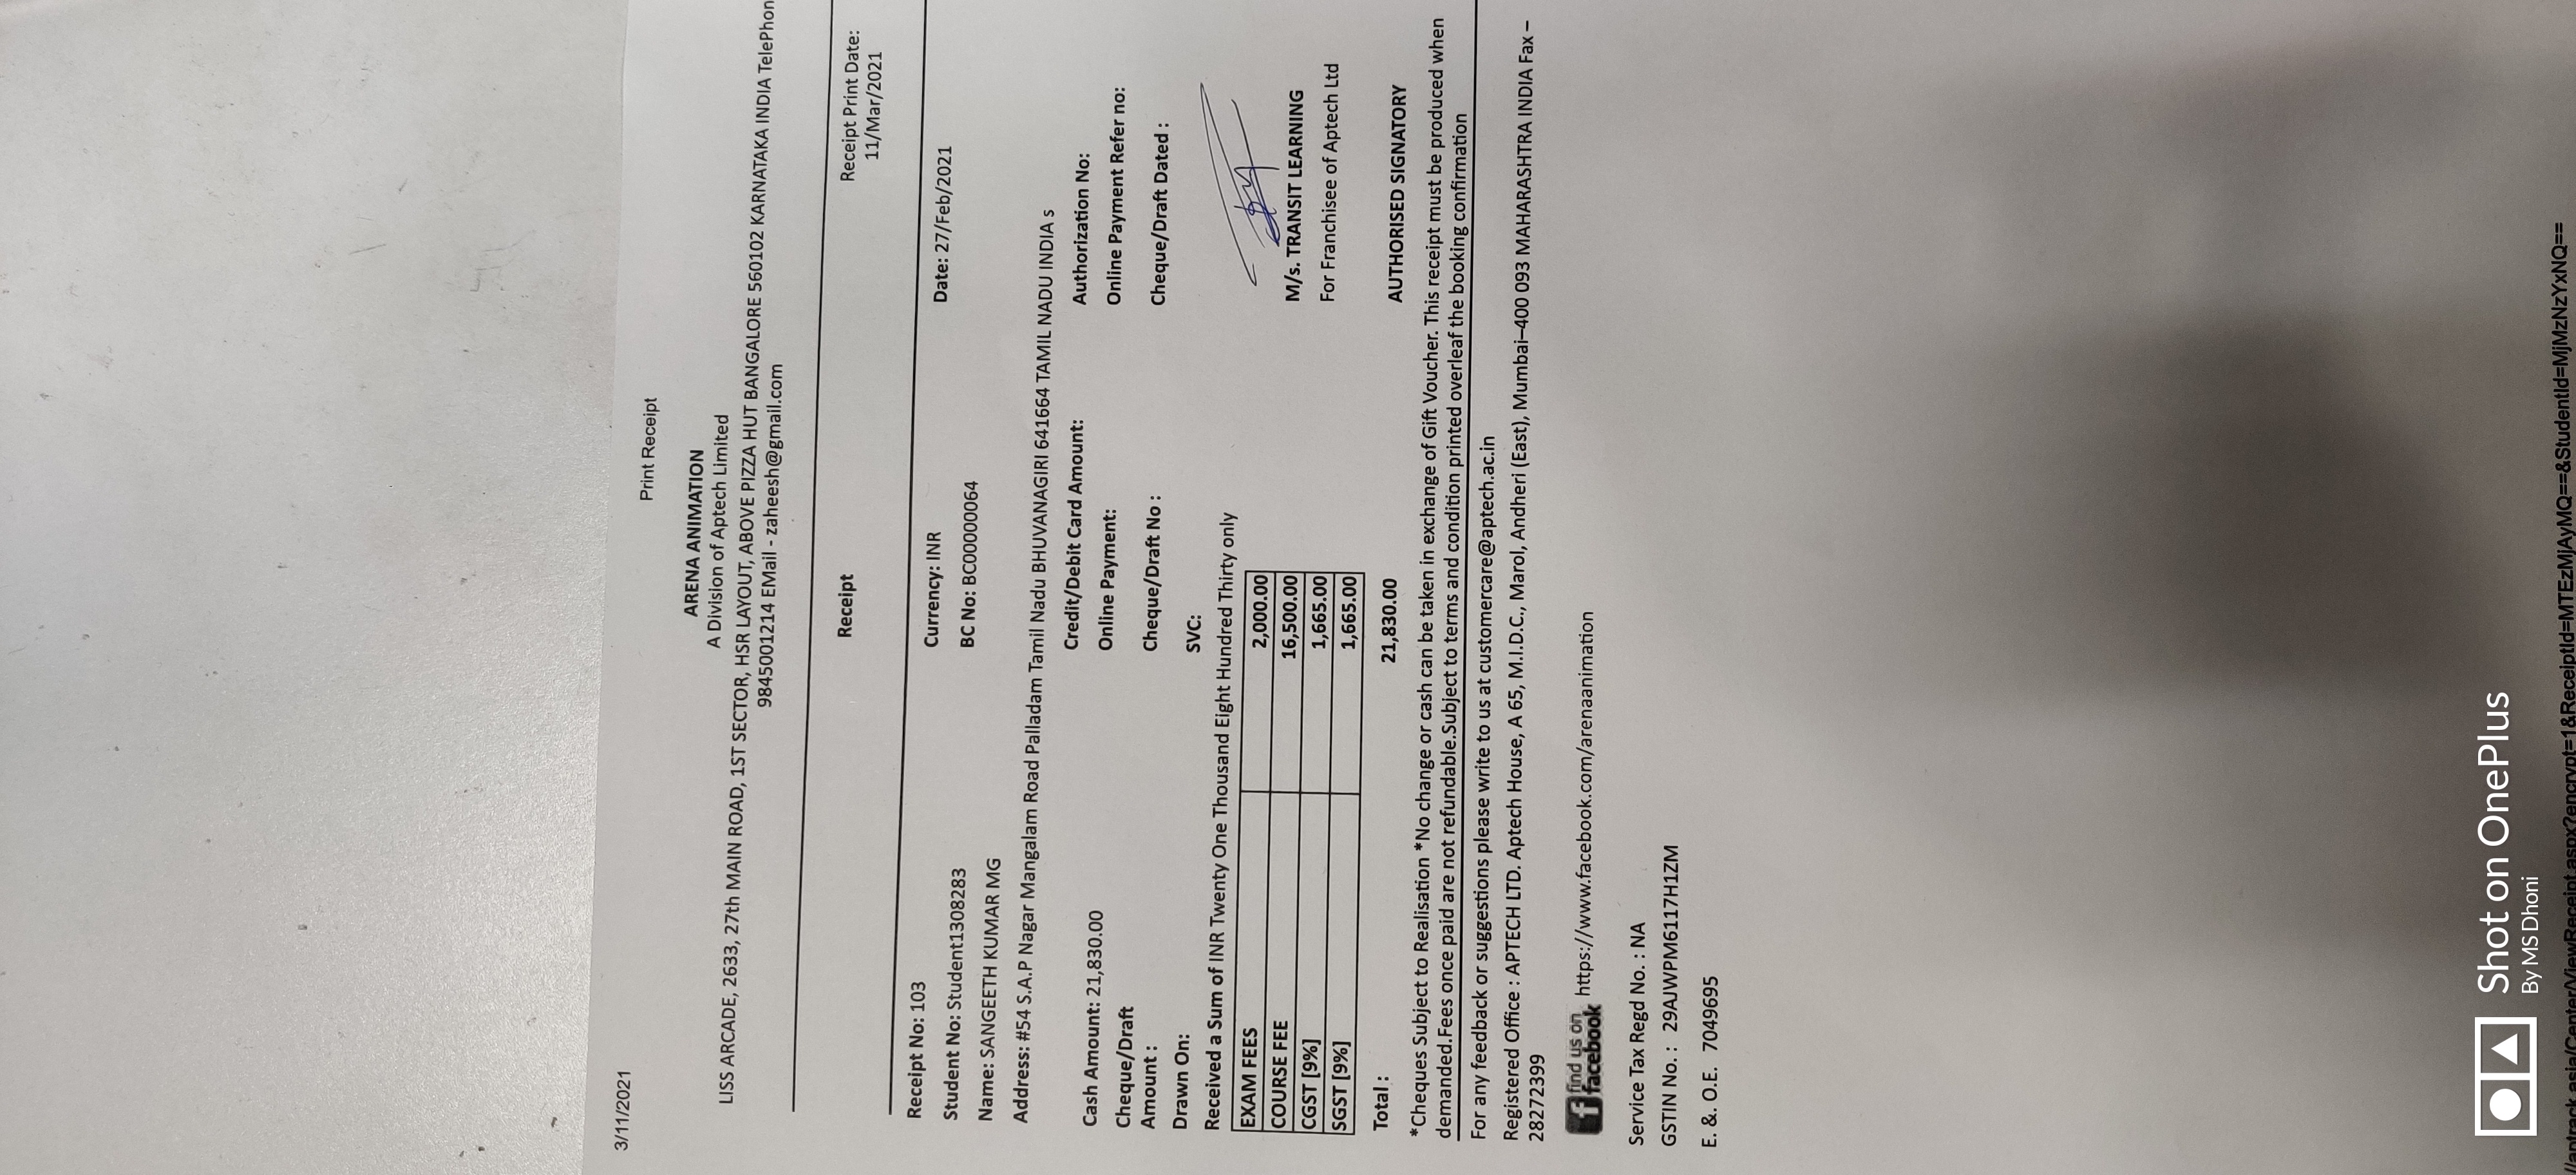 3/11/2021
Print Receipt
ARENA ANIMATION
A Division of Aptech Limited
LISS ARCADE, 2633, 27th MAIN ROAD, 1ST SECTOR, HSR LAYOUT, ABOVE PIZZA HUT BANGALORE 560102 KARNATAKA INDIA TelePhon
9845001214 EMail - zaheesh@gmail.com
Receipt
Receipt Print Date:
11/Mar/2021
Receipt No: 103
Currency: INR
Date: 27/Feb/2021
Student No: Student1308283
BC No: BC00000064
Name: SANGEETH KUMAR MG
Address: #54 S.A.P Nagar Mangalam Road Palladam Tamil Nadu BHUVANAGIRI 641664 TAMIL NADU INDIA s
Cash Amount: 21,830.00
Credit/Debit Card Amount:
Authorization No:
Online Payment:
Online Payment Refer no:
Cheque/Draft
Amount :
Cheque/Draft No :
Cheque/Draft Dated :
Drawn On:
SVC:
Received a Sum of INR Twenty One Thousand Eight Hundred Thirty only
EXAM FEES 2,000.00
COURSE FEE 16,500.00
CGST [9%] 1,665.00
SGST [9%] 1,665.00
Total : 21,830.00
M/s. TRANSIT LEARNING
For Franchisee of Aptech Ltd
AUTHORISED SIGNATORY
*Cheques Subject to Realisation *No change or cash can be taken in exchange of Gift Voucher. This receipt must be produced when
demanded.Fees once paid are not refundable.Subject to terms and condition printed overleaf the booking confirmation
For any feedback or suggestions please write to us at customercare@aptech.ac.in
Registered Office : APTECH LTD. Aptech House, A 65, M.I.D.C., Marol, Andheri (East), Mumbai–400 093 MAHARASHTRA INDIA Fax –
28272399
find us on
facebook https://www.facebook.com/arenaanimation
Service Tax Regd No. : NA
GSTIN No. : 29AJWPM6117H1ZM
E. &. O.E. 7049695
Shot on OnePlus
By MS Dhoni
//aptrack.asia/Center/ViewReceipt.aspx?encrypt=1&ReceiptId=MTEzMjAyMQ==&StudentId=MjMzNzYxNQ==